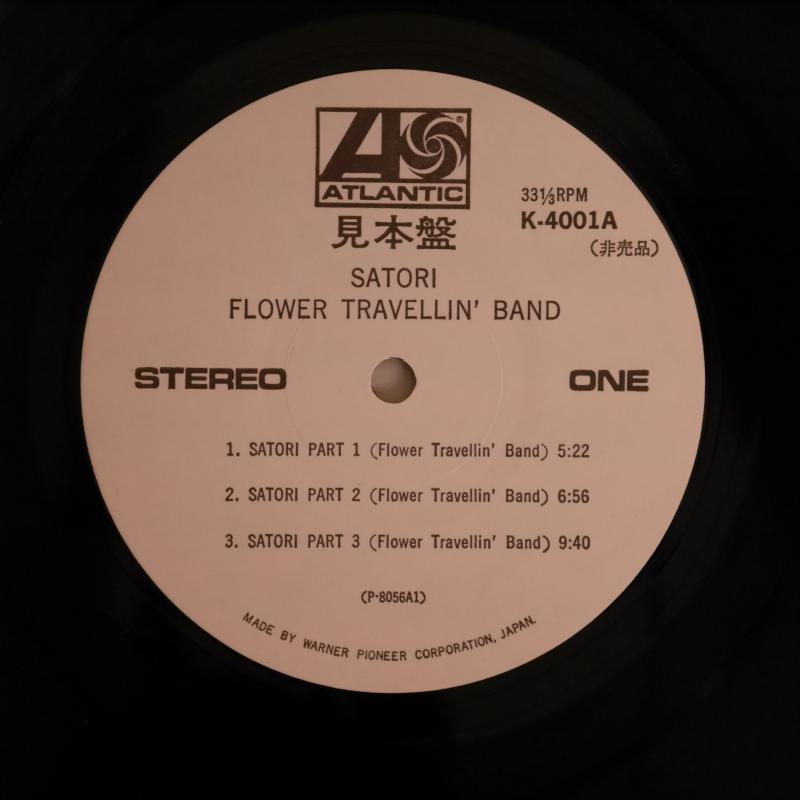 ATLANTIC®
見本盤
33⅓RPM
K-4001A
(非売品)
SATORI
FLOWER TRAVELLIN' BAND
STEREO
ONE
1. SATORI PART 1 (Flower Travellin' Band) 5:22
2. SATORI PART 2 (Flower Travellin' Band) 6:56
3. SATORI PART 3 (Flower Travellin' Band) 9:40
(P-8056A1)
MADE BY WARNER PIONEER CORPORATION, JAPAN.